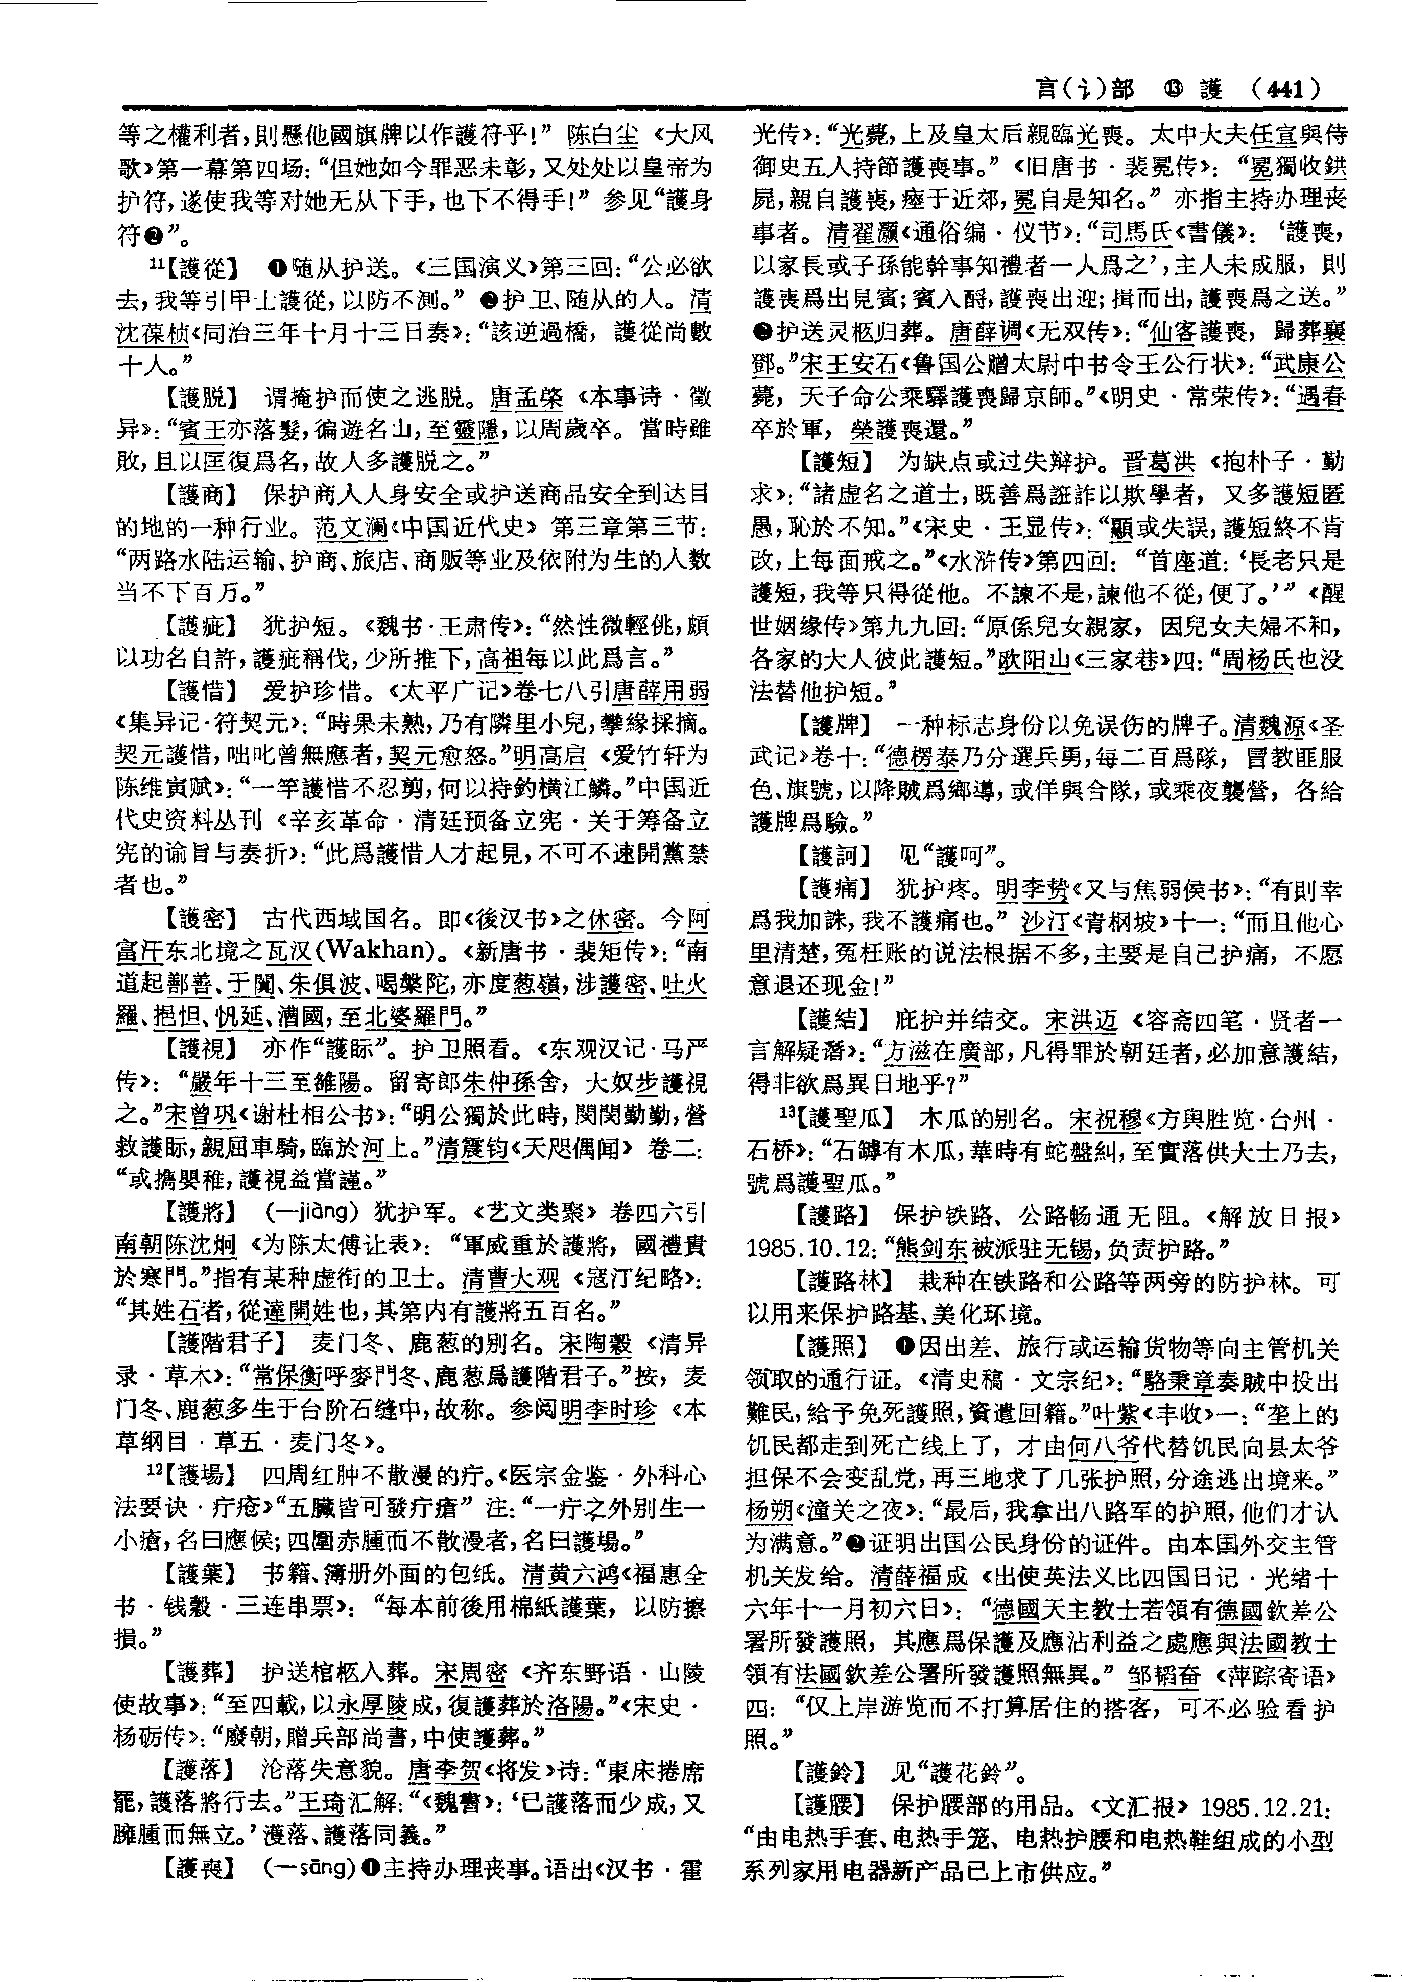 言(讠)部 ⑬ 護 (441)
等之權利者，則懸他國旗牌以作護符乎！” 陈白尘《大风
歌》第一幕第四场：“但她如今罪恶未彰，又处处以皇帝为
护符，遂使我等对她无从下手，也下不得手！” 参见“護身
符❷”。
11【護從】 ❶随从护送。《三国演义》第三回：“公必欲
去，我等引甲士護從，以防不測。” ❷护卫、随从的人。清
沈葆桢《同治三年十月十三日奏》：“該逆過橋，護從尚數
十人。”
【護脱】 谓掩护而使之逃脱。唐孟棨《本事诗·徵
异》：“賓王亦落髮，徧遊名山，至靈隱，以周歲卒。當時雖
敗，且以匡復爲名，故人多護脱之。”
【護商】 保护商人人身安全或护送商品安全到达目
的地的一种行业。范文澜《中国近代史》第三章第三节：
“两路水陆运输、护商、旅店、商贩等业及依附为生的人数
当不下百万。”
【護疵】 犹护短。《魏书·王肃传》：“然性微輕佻，頗
以功名自許，護疵稱伐，少所推下，高祖每以此爲言。”
【護惜】 爱护珍惜。《太平广记》卷七八引唐薛用弱
《集异记·符契元》：“時果未熟，乃有隣里小兒，攀緣採摘。
契元護惜，咄叱曾無應者，契元愈怒。”明高启《爱竹轩为
陈维寅赋》：“一竿護惜不忍剪，何以持釣横江鱗。”中国近
代史资料丛刊《辛亥革命·清廷预备立宪·关于筹备立
宪的谕旨与奏折》：“此爲護惜人才起見，不可不速開黨禁
者也。”
【護密】 古代西域国名。即《後汉书》之休密。今阿
富汗东北境之瓦汉(Wakhan)。《新唐书·裴矩传》：“南
道起鄯善、于闐、朱俱波、喝槃陀，亦度葱嶺，涉護密、吐火
羅、挹怛、忛延、漕國，至北婆羅門。”
【護視】 亦作“護眎”。护卫照看。《东观汉记·马严
传》：“嚴年十三至雒陽。留寄郎朱仲孫舍，大奴步護視
之。”宋曾巩《谢杜相公书》：“明公獨於此時，閔閔勤勤，營
救護眎，親屈車騎，臨於河上。”清震钧《天咫偶闻》卷二：
“或携嬰稚，護視益當謹。”
【護將】 (一jiàng) 犹护军。《艺文类聚》卷四六引
南朝陈沈炯《为陈太傅让表》：“軍威重於護將，國禮貴
於寒門。”指有某种虚衔的卫士。清曹大观《寇汀纪略》：
“其姓石者，從達開姓也，其第内有護將五百名。”
【護階君子】 麦门冬、鹿葱的别名。宋陶縠《清异
录·草木》：“常保衡呼麥門冬、鹿葱爲護階君子。”按，麦
门冬、鹿葱多生于台阶石缝中，故称。参阅明李时珍《本
草纲目·草五·麦门冬》。
12【護場】 四周红肿不散漫的疔。《医宗金鉴·外科心
法要诀·疔疮》“五臟皆可發疔瘡” 注：“一疔之外别生一
小瘡，名曰應候；四圍赤腫而不散漫者，名曰護場。”
【護葉】 书籍、簿册外面的包纸。清黄六鸿《福惠全
书·钱穀·三连串票》：“每本前後用棉紙護葉，以防擦
損。”
【護葬】 护送棺柩入葬。宋周密《齐东野语·山陵
使故事》：“至四載，以永厚陵成，復護葬於洛陽。”《宋史·
杨砺传》：“廢朝，贈兵部尚書，中使護葬。”
【護落】 沦落失意貌。唐李贺《将发》诗：“東床捲席
罷，護落將行去。”王琦汇解：“《魏書》：‘已護落而少成，又
臃腫而無立。’濩落、護落同義。”
【護喪】 (一sāng) ❶主持办理丧事。语出《汉书·霍
光传》：“光薨，上及皇太后親臨光喪。太中大夫任宣與侍
御史五人持節護喪事。”《旧唐书·裴冕传》：“冕獨收鉷
屍，親自護喪，瘞于近郊，冕自是知名。” 亦指主持办理丧
事者。清翟灏《通俗编·仪节》：“司馬氏《書儀》：‘護喪，
以家長或子孫能幹事知禮者一人爲之’，主人未成服，則
護喪爲出見賓；賓入酹，護喪出迎；揖而出，護喪爲之送。”
❷护送灵柩归葬。唐薛调《无双传》：“仙客護喪，歸葬襄
鄧。”宋王安石《鲁国公赠太尉中书令王公行状》：“武康公
薨，天子命公乘驛護喪歸京師。”《明史·常荣传》：“遇春
卒於軍，榮護喪還。”
【護短】 为缺点或过失辩护。晋葛洪《抱朴子·勤
求》：“諸虚名之道士，既善爲誑詐以欺學者，又多護短匿
愚，恥於不知。”《宋史·王显传》：“顯或失誤，護短終不肯
改，上每面戒之。”《水浒传》第四回：“首座道：‘長老只是
護短，我等只得從他。不諫不是，諫他不從，便了。’”《醒
世姻缘传》第九九回：“原係兒女親家，因兒女夫婦不和，
各家的大人彼此護短。”欧阳山《三家巷》四：“周杨氏也没
法替他护短。”
【護牌】 一种标志身份以免误伤的牌子。清魏源《圣
武记》卷十：“德楞泰乃分選兵勇，每二百爲隊，冒教匪服
色、旗號，以降賊爲鄉導，或佯與合隊，或乘夜襲營，各給
護牌爲驗。”
【護訶】 见“護呵”。
【護痛】 犹护疼。明李贽《又与焦弱侯书》：“有則幸
爲我加誅，我不護痛也。” 沙汀《青枫坡》十一：“而且他心
里清楚，冤枉账的说法根据不多，主要是自己护痛，不愿
意退还现金！”
【護結】 庇护并结交。宋洪迈《容斋四笔·贤者一
言解疑谮》：“方滋在廣部，凡得罪於朝廷者，必加意護結，
得非欲爲異日地乎？”
13【護聖瓜】 木瓜的别名。宋祝穆《方舆胜览·台州·
石桥》：“石罅有木瓜，華時有蛇盤糾，至實落供大士乃去，
號爲護聖瓜。”
【護路】 保护铁路、公路畅通无阻。《解放日报》
1985.10.12：“熊剑东被派驻无锡，负责护路。”
【護路林】 栽种在铁路和公路等两旁的防护林。可
以用来保护路基、美化环境。
【護照】 ❶因出差、旅行或运输货物等向主管机关
领取的通行证。《清史稿·文宗纪》：“駱秉章奏賊中投出
難民，給予免死護照，資遣回籍。”叶紫《丰收》一：“垄上的
饥民都走到死亡线上了，才由何八爷代替饥民向县太爷
担保不会变乱党，再三地求了几张护照，分途逃出境来。”
杨朔《潼关之夜》：“最后，我拿出八路军的护照，他们才认
为满意。”❷证明出国公民身份的证件。由本国外交主管
机关发给。清薛福成《出使英法义比四国日记·光绪十
六年十一月初六日》：“德國天主教士若領有德國欽差公
署所發護照，其應爲保護及應沾利益之處應與法國教士
領有法國欽差公署所發護照無異。” 邹韬奋《萍踪寄语》
四：“仅上岸游览而不打算居住的搭客，可不必验看护
照。”
【護鈴】 见“護花鈴”。
【護腰】 保护腰部的用品。《文汇报》1985.12.21：
“由电热手套、电热手笼、电热护腰和电热鞋组成的小型
系列家用电器新产品已上市供应。”